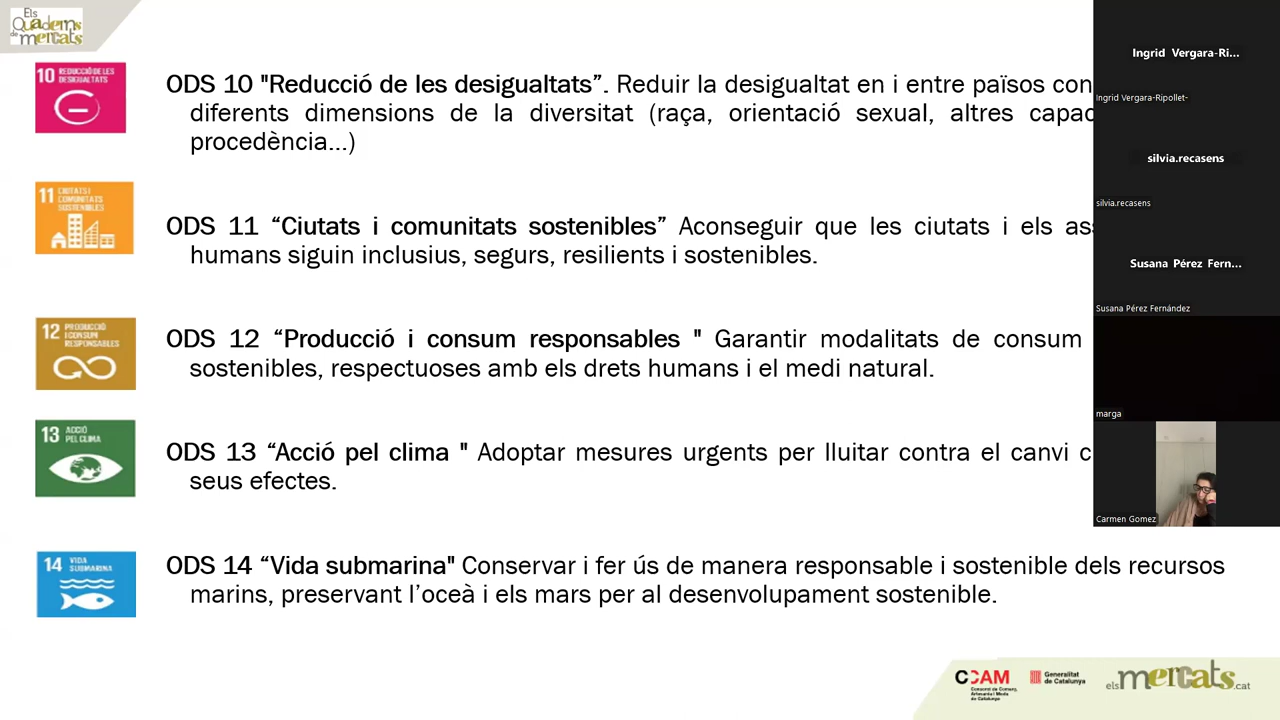 Els
Quaderns
de mercats
10 REDUCCIÓ DE LES
DESIGUALTATS
ODS 10 "Reducció de les desigualtats”. Reduir la desigualtat en i entre països con
diferents dimensions de la diversitat (raça, orientació sexual, altres capac
procedència...)
11 CIUTATS I
COMUNITATS
SOSTENIBLES
ODS 11 “Ciutats i comunitats sostenibles” Aconseguir que les ciutats i els as
humans siguin inclusius, segurs, resilients i sostenibles.
12 PRODUCCIÓ
I CONSUM
RESPONSABLES
ODS 12 “Producció i consum responsables " Garantir modalitats de consum
sostenibles, respectuoses amb els drets humans i el medi natural.
13 ACCIÓ
PEL CLIMA
ODS 13 “Acció pel clima " Adoptar mesures urgents per lluitar contra el canvi c
seus efectes.
14 VIDA
SUBMARINA
ODS 14 “Vida submarina" Conservar i fer ús de manera responsable i sostenible dels recursos
marins, preservant l’oceà i els mars per al desenvolupament sostenible.
Ingrid Vergara-Ri...
Ingrid Vergara-Ripollet-
silvia.recasens
silvia.recasens
Susana Pérez Fern...
Susana Pérez Fernández
marga
Carmen Gomez
CCAM
Consorci de Comerç,
Artesania i Moda
de Catalunya
Generalitat
de Catalunya
elsmercats.cat